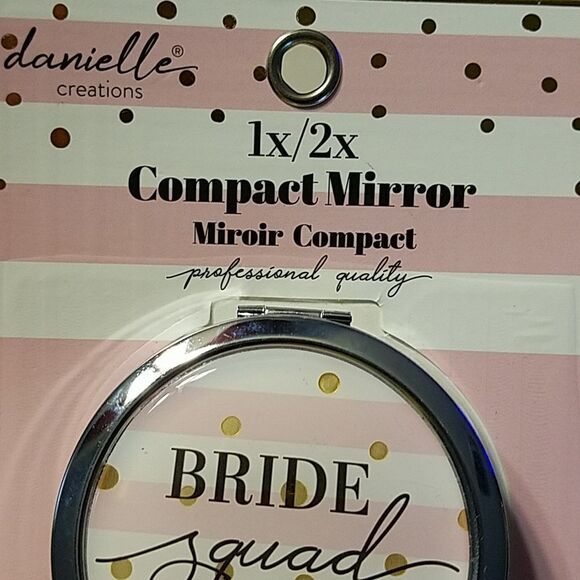 danielle®
creations
1x/2x
Compact Mirror
Miroir Compact
professional quality
BRIDE
squad